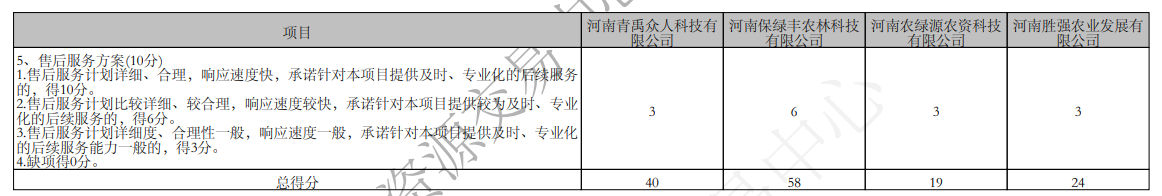 项目
河南青禹众人科技有
限公司
河南保绿丰农林科技
有限公司
河南农绿源农资科技
有限公司
河南胜强农业发展有
限公司
5、售后服务方案(10分)
1.售后服务计划详细、合理，响应速度快，承诺针对本项目提供及时、专业化的后续服务
的，得10分。
2.售后服务计划比较详细、较合理，响应速度较快，承诺针对本项目提供较为及时、专业
化的后续服务的，得6分。
3.售后服务计划详细度、合理性一般，响应速度一般，承诺针对本项目提供及时、专业化
的后续服务能力一般的，得3分。
4.缺项得0分。
3
6
3
3
总得分
40
58
19
24
资源交易
易中心